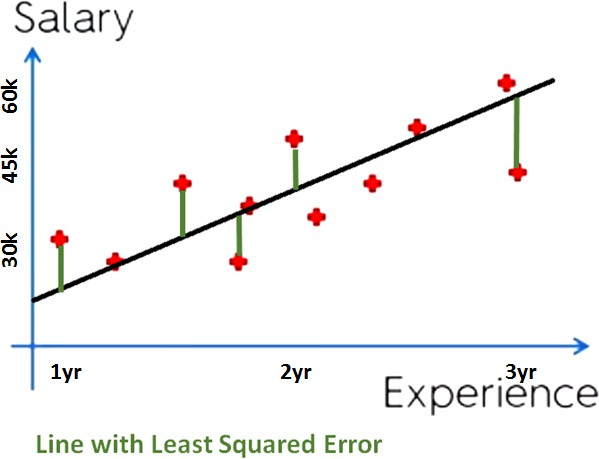 Salary
60k
45k
30k
1yr 2yr 3yr
Experience
Line with Least Squared Error